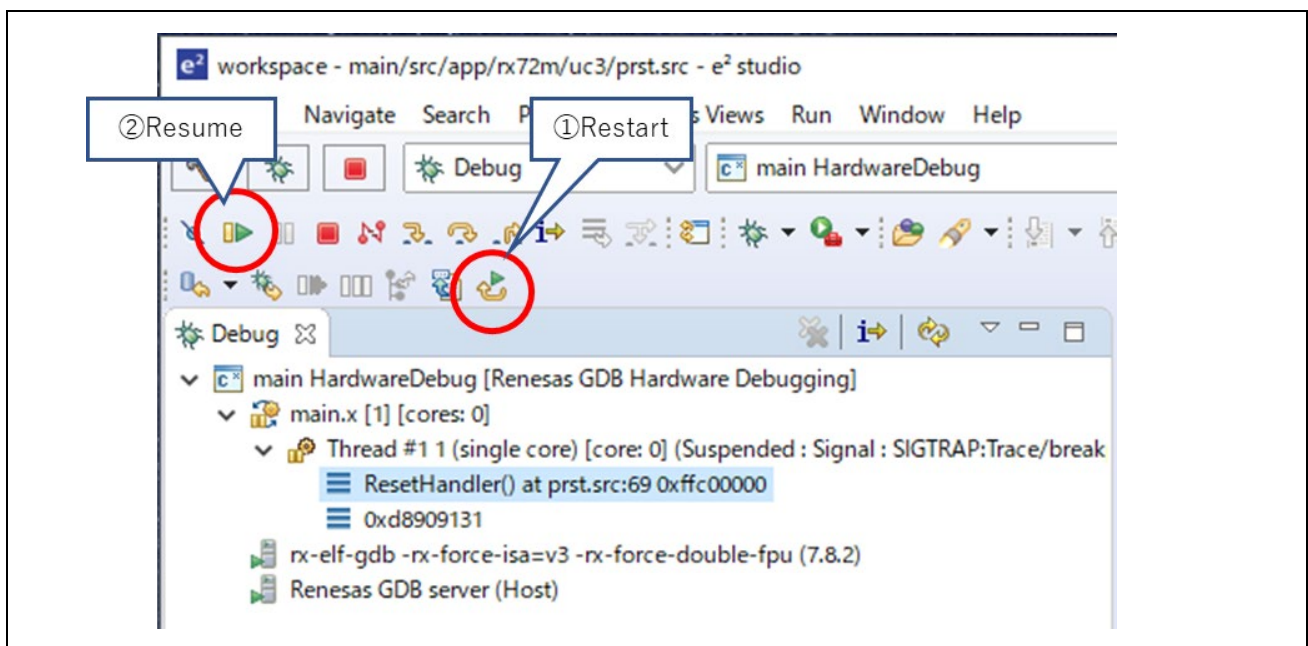 e² workspace - main/src/app/rx72m/uc3/prst.src - e² studio
②Resume
Navigate Search P ①Restart s Views Run Window Help
Debug main HardwareDebug
Debug
main HardwareDebug [Renesas GDB Hardware Debugging]
main.x [1] [cores: 0]
Thread #1 1 (single core) [core: 0] (Suspended : Signal : SIGTRAP:Trace/break
ResetHandler() at prst.src:69 0xffc00000
0xd8909131
rx-elf-gdb -rx-force-isa=v3 -rx-force-double-fpu (7.8.2)
Renesas GDB server (Host)